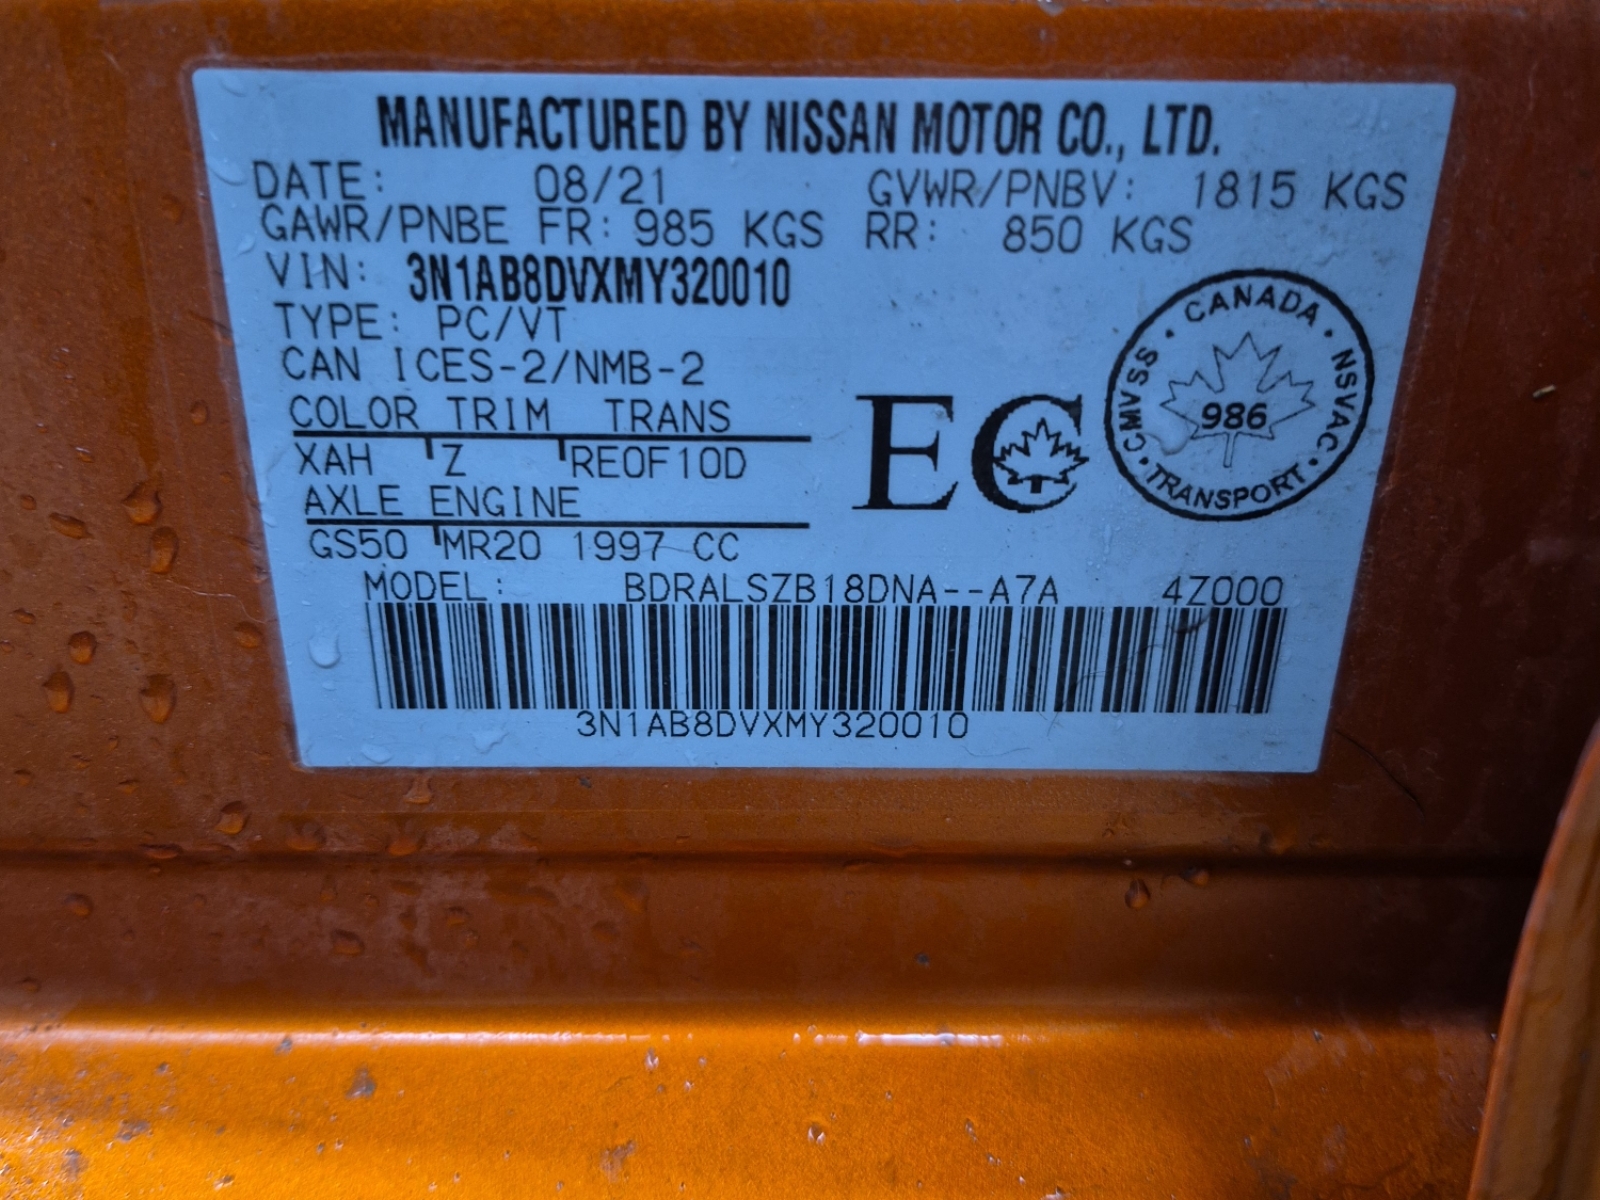 MANUFACTURED BY NISSAN MOTOR CO., LTD.
DATE: 08/21 GVWR/PNBV: 1815 KGS
GAWR/PNBE FR: 985 KGS RR: 850 KGS
VIN: 3N1AB8DVXMY320010
TYPE: PC/VT
CAN ICES-2/NMB-2
COLOR TRIM TRANS
XAH Z RE0F10D
AXLE ENGINE
GS50 MR20 1997 CC
EC
CANADA · NSVAC · TRANSPORT · CMVSS ·
986
MODEL: BDRALSZB18DNA--A7A 4Z000
3N1AB8DVXMY320010